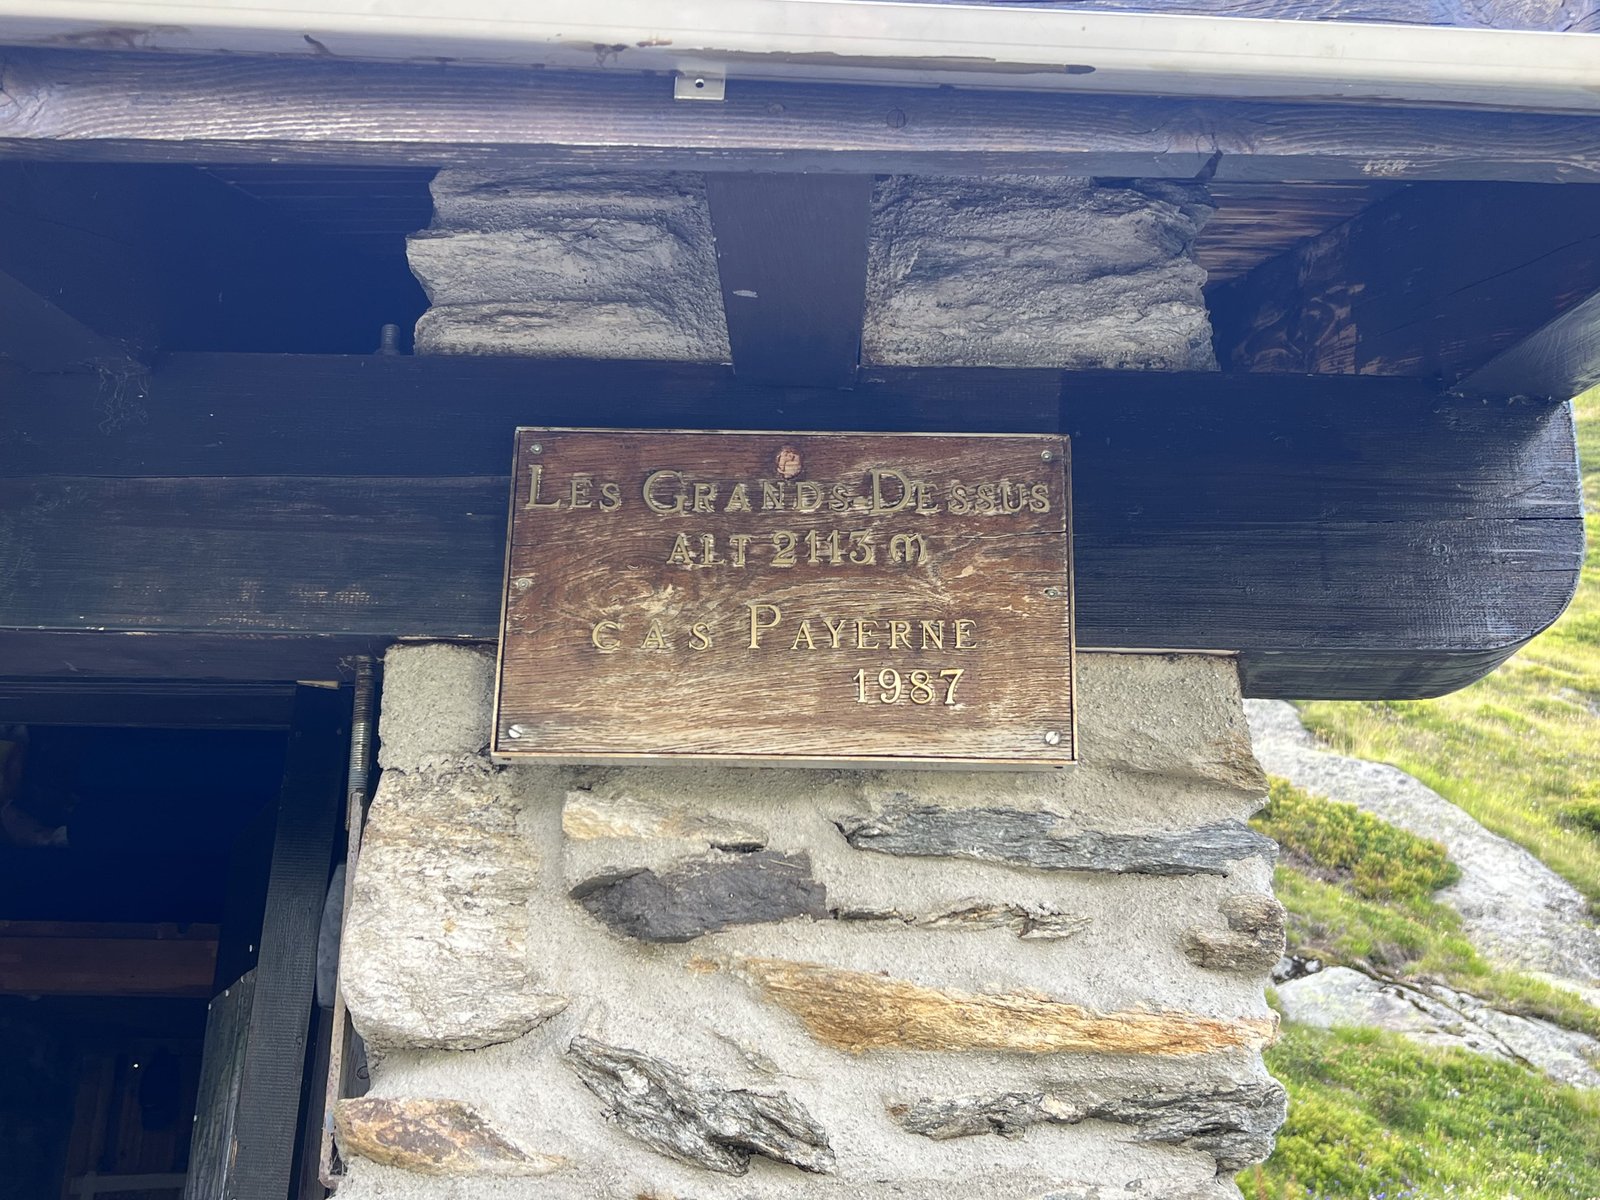 LES GRANDS-DESSUS
ALT 2113 M
CAS PAYERNE
1987